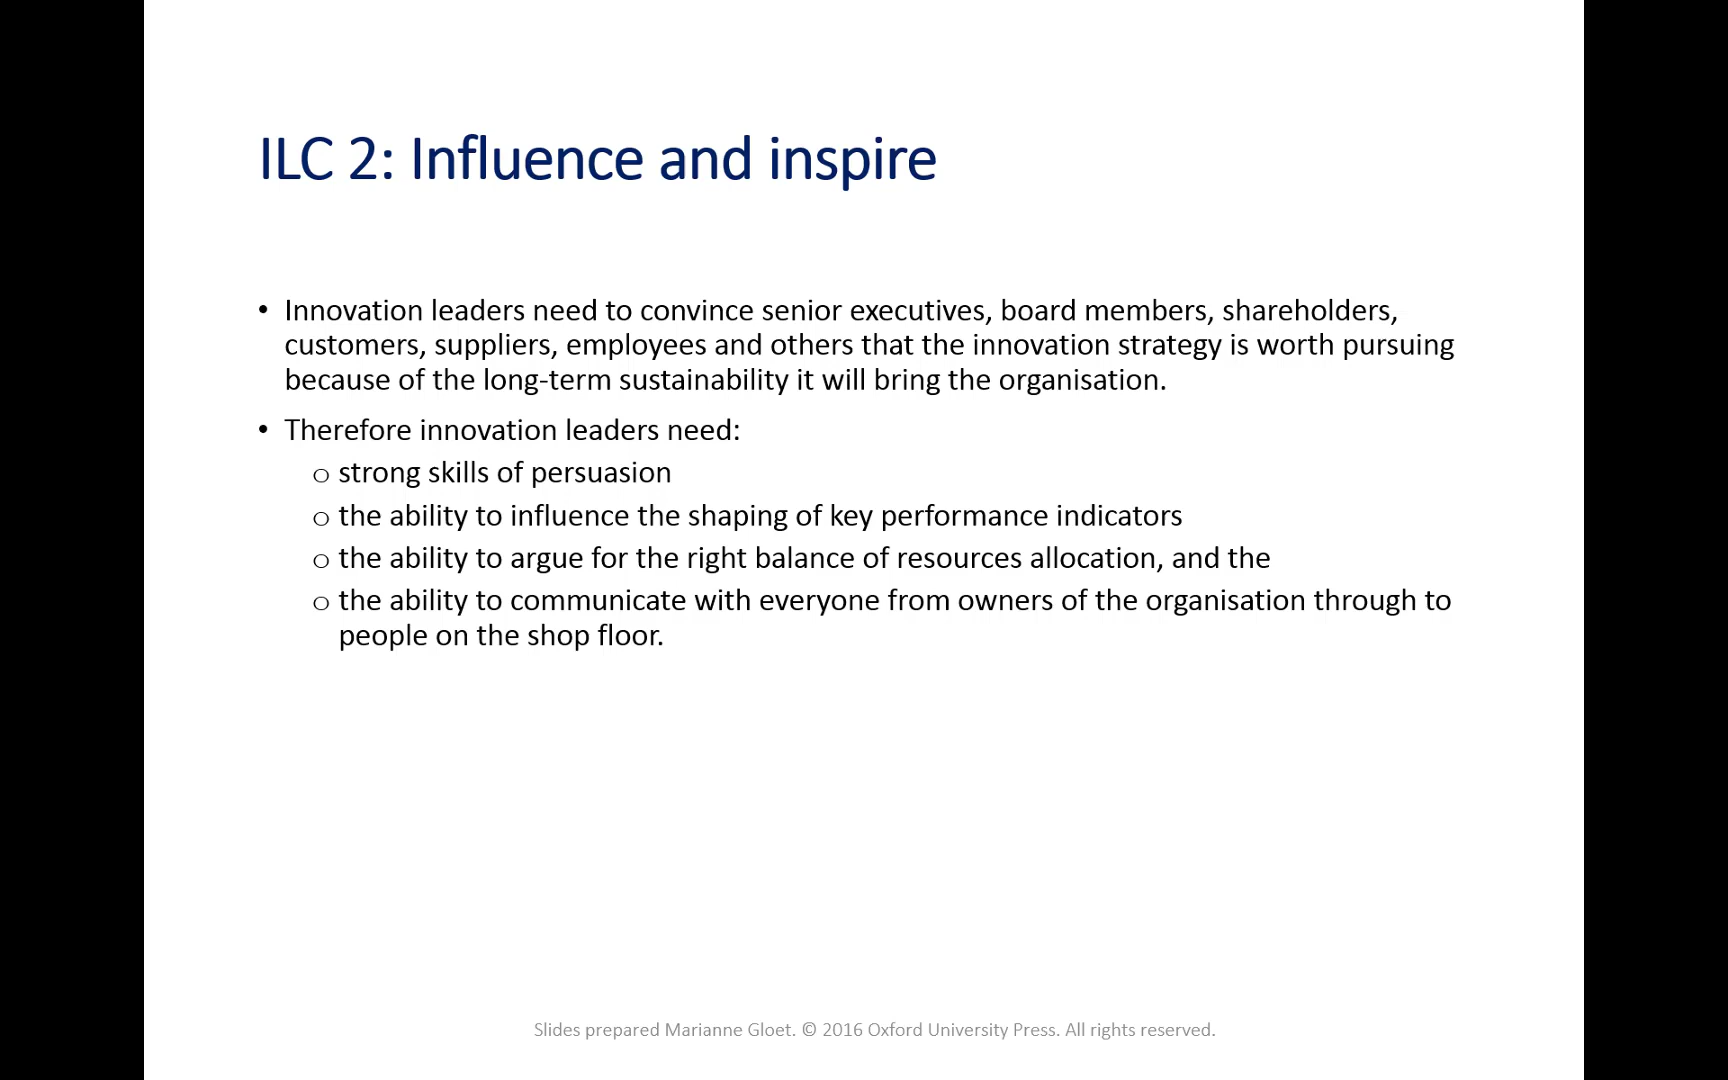 ILC 2: Influence and inspire
• Innovation leaders need to convince senior executives, board members, shareholders,
customers, suppliers, employees and others that the innovation strategy is worth pursuing
because of the long-term sustainability it will bring the organisation.
• Therefore innovation leaders need:
o strong skills of persuasion
o the ability to influence the shaping of key performance indicators
o the ability to argue for the right balance of resources allocation, and the
o the ability to communicate with everyone from owners of the organisation through to
people on the shop floor.
Slides prepared Marianne Gloet. © 2016 Oxford University Press. All rights reserved.